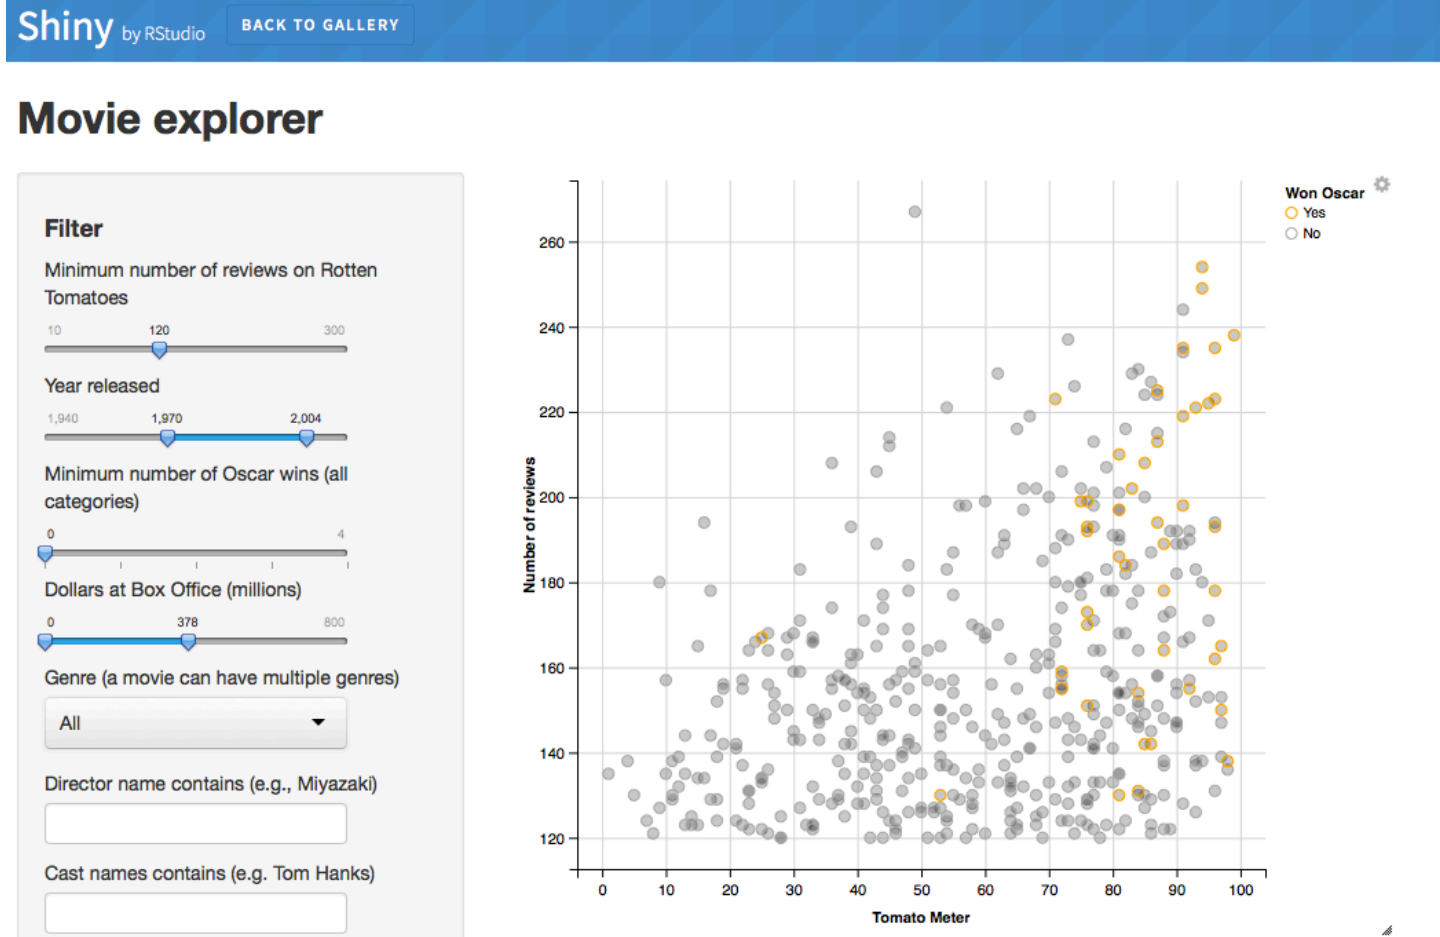 Shiny by RStudio BACK TO GALLERY
Movie explorer
Filter
Minimum number of reviews on Rotten
Tomatoes
10 120 300
Year released
1,940 1,970 2,004
Minimum number of Oscar wins (all
categories)
0 4
Dollars at Box Office (millions)
0 378 800
Genre (a movie can have multiple genres)
All
Director name contains (e.g., Miyazaki)
Cast names contains (e.g. Tom Hanks)
Number of reviews
260
240
220
200
180
160
140
120
0 10 20 30 40 50 60 70 80 90 100
Tomato Meter
Won Oscar
Yes
No